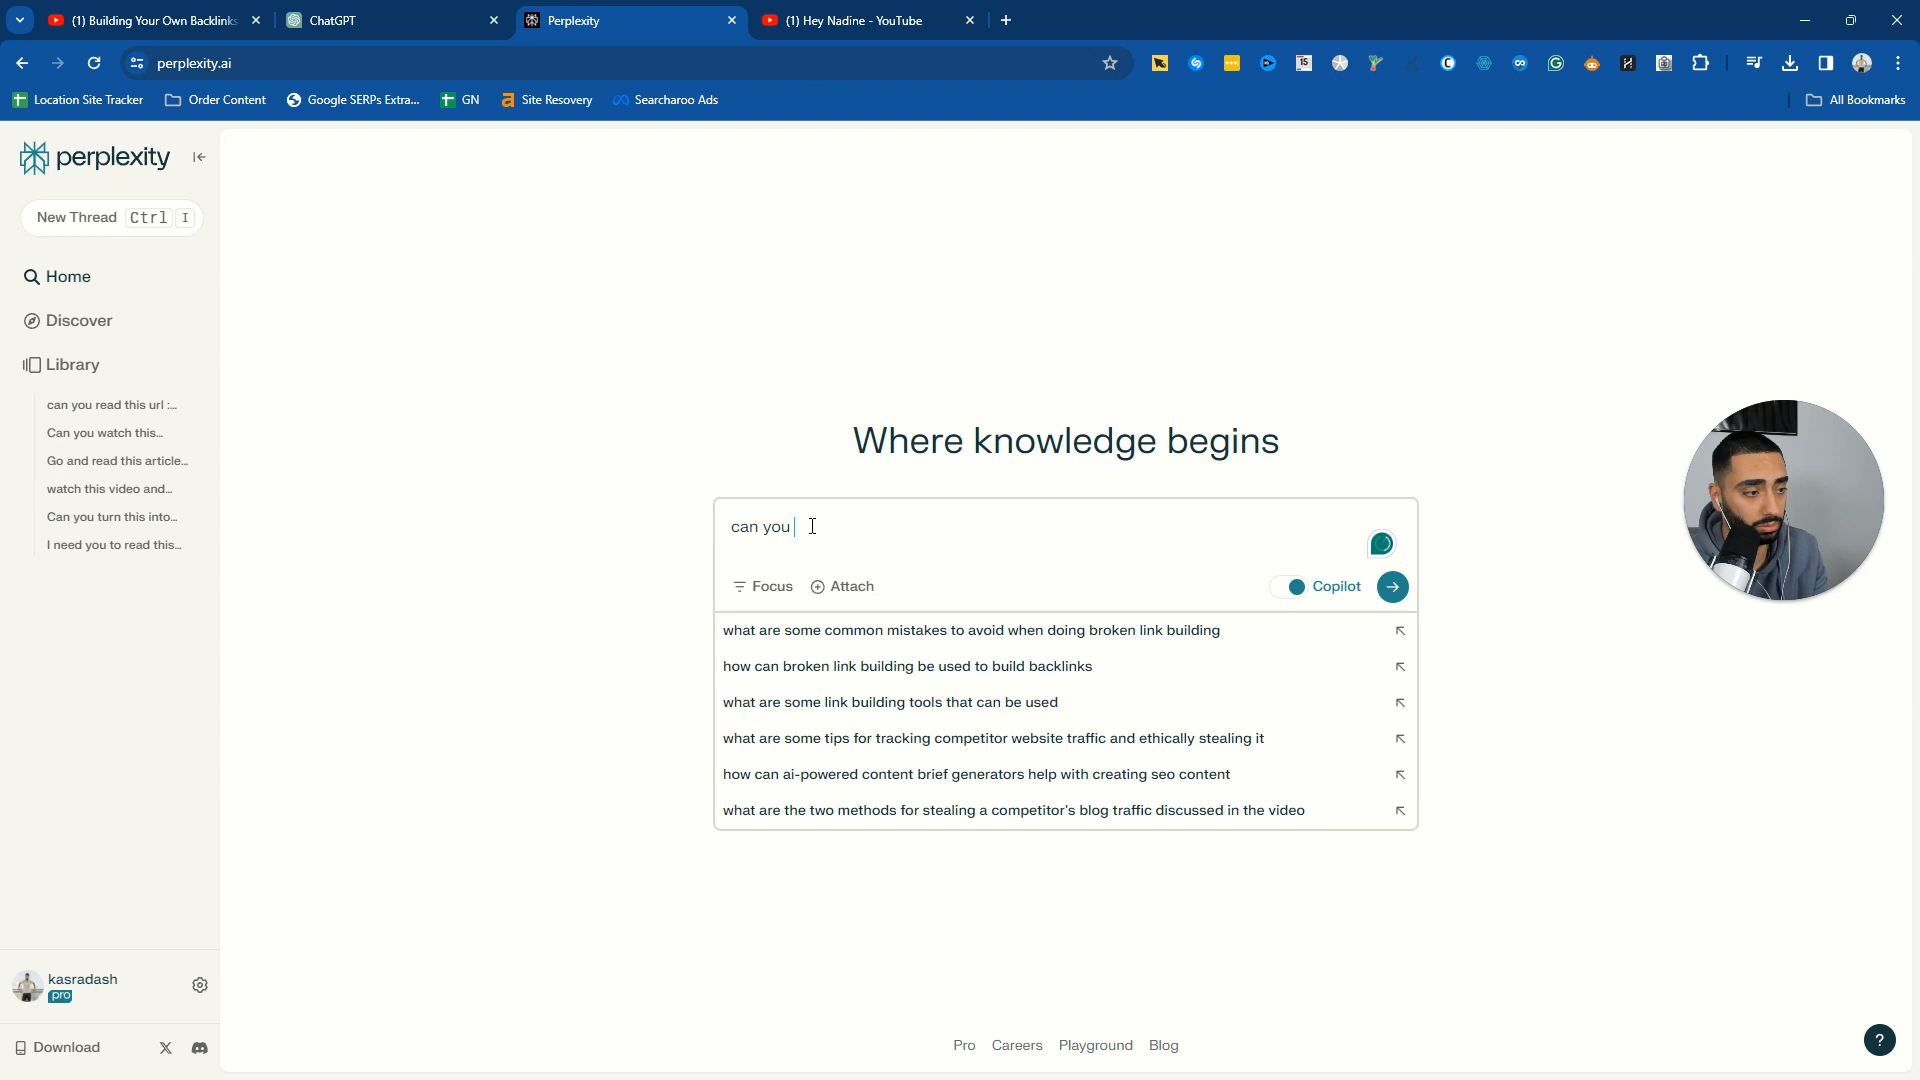 (1) Building Your Own Backlinks
ChatGPT
Perplexity
(1) Hey Nadine - YouTube
perplexity.ai
Location Site Tracker
Order Content
Google SERPs Extra...
GN
Site Recovery
Searcharoo Ads
All Bookmarks
perplexity
New Thread Ctrl I
Home
Discover
Library
can you read this url :...
Can you watch this...
Go and read this article...
watch this video and...
Can you turn this into...
I need you to read this...
Where knowledge begins
can you
Focus
Attach
Copilot
what are some common mistakes to avoid when doing broken link building
how can broken link building be used to build backlinks
what are some link building tools that can be used
what are some tips for tracking competitor website traffic and ethically stealing it
how can ai-powered content brief generators help with creating seo content
what are the two methods for stealing a competitor's blog traffic discussed in the video
kasradash
pro
Download
Pro Careers Playground Blog
?